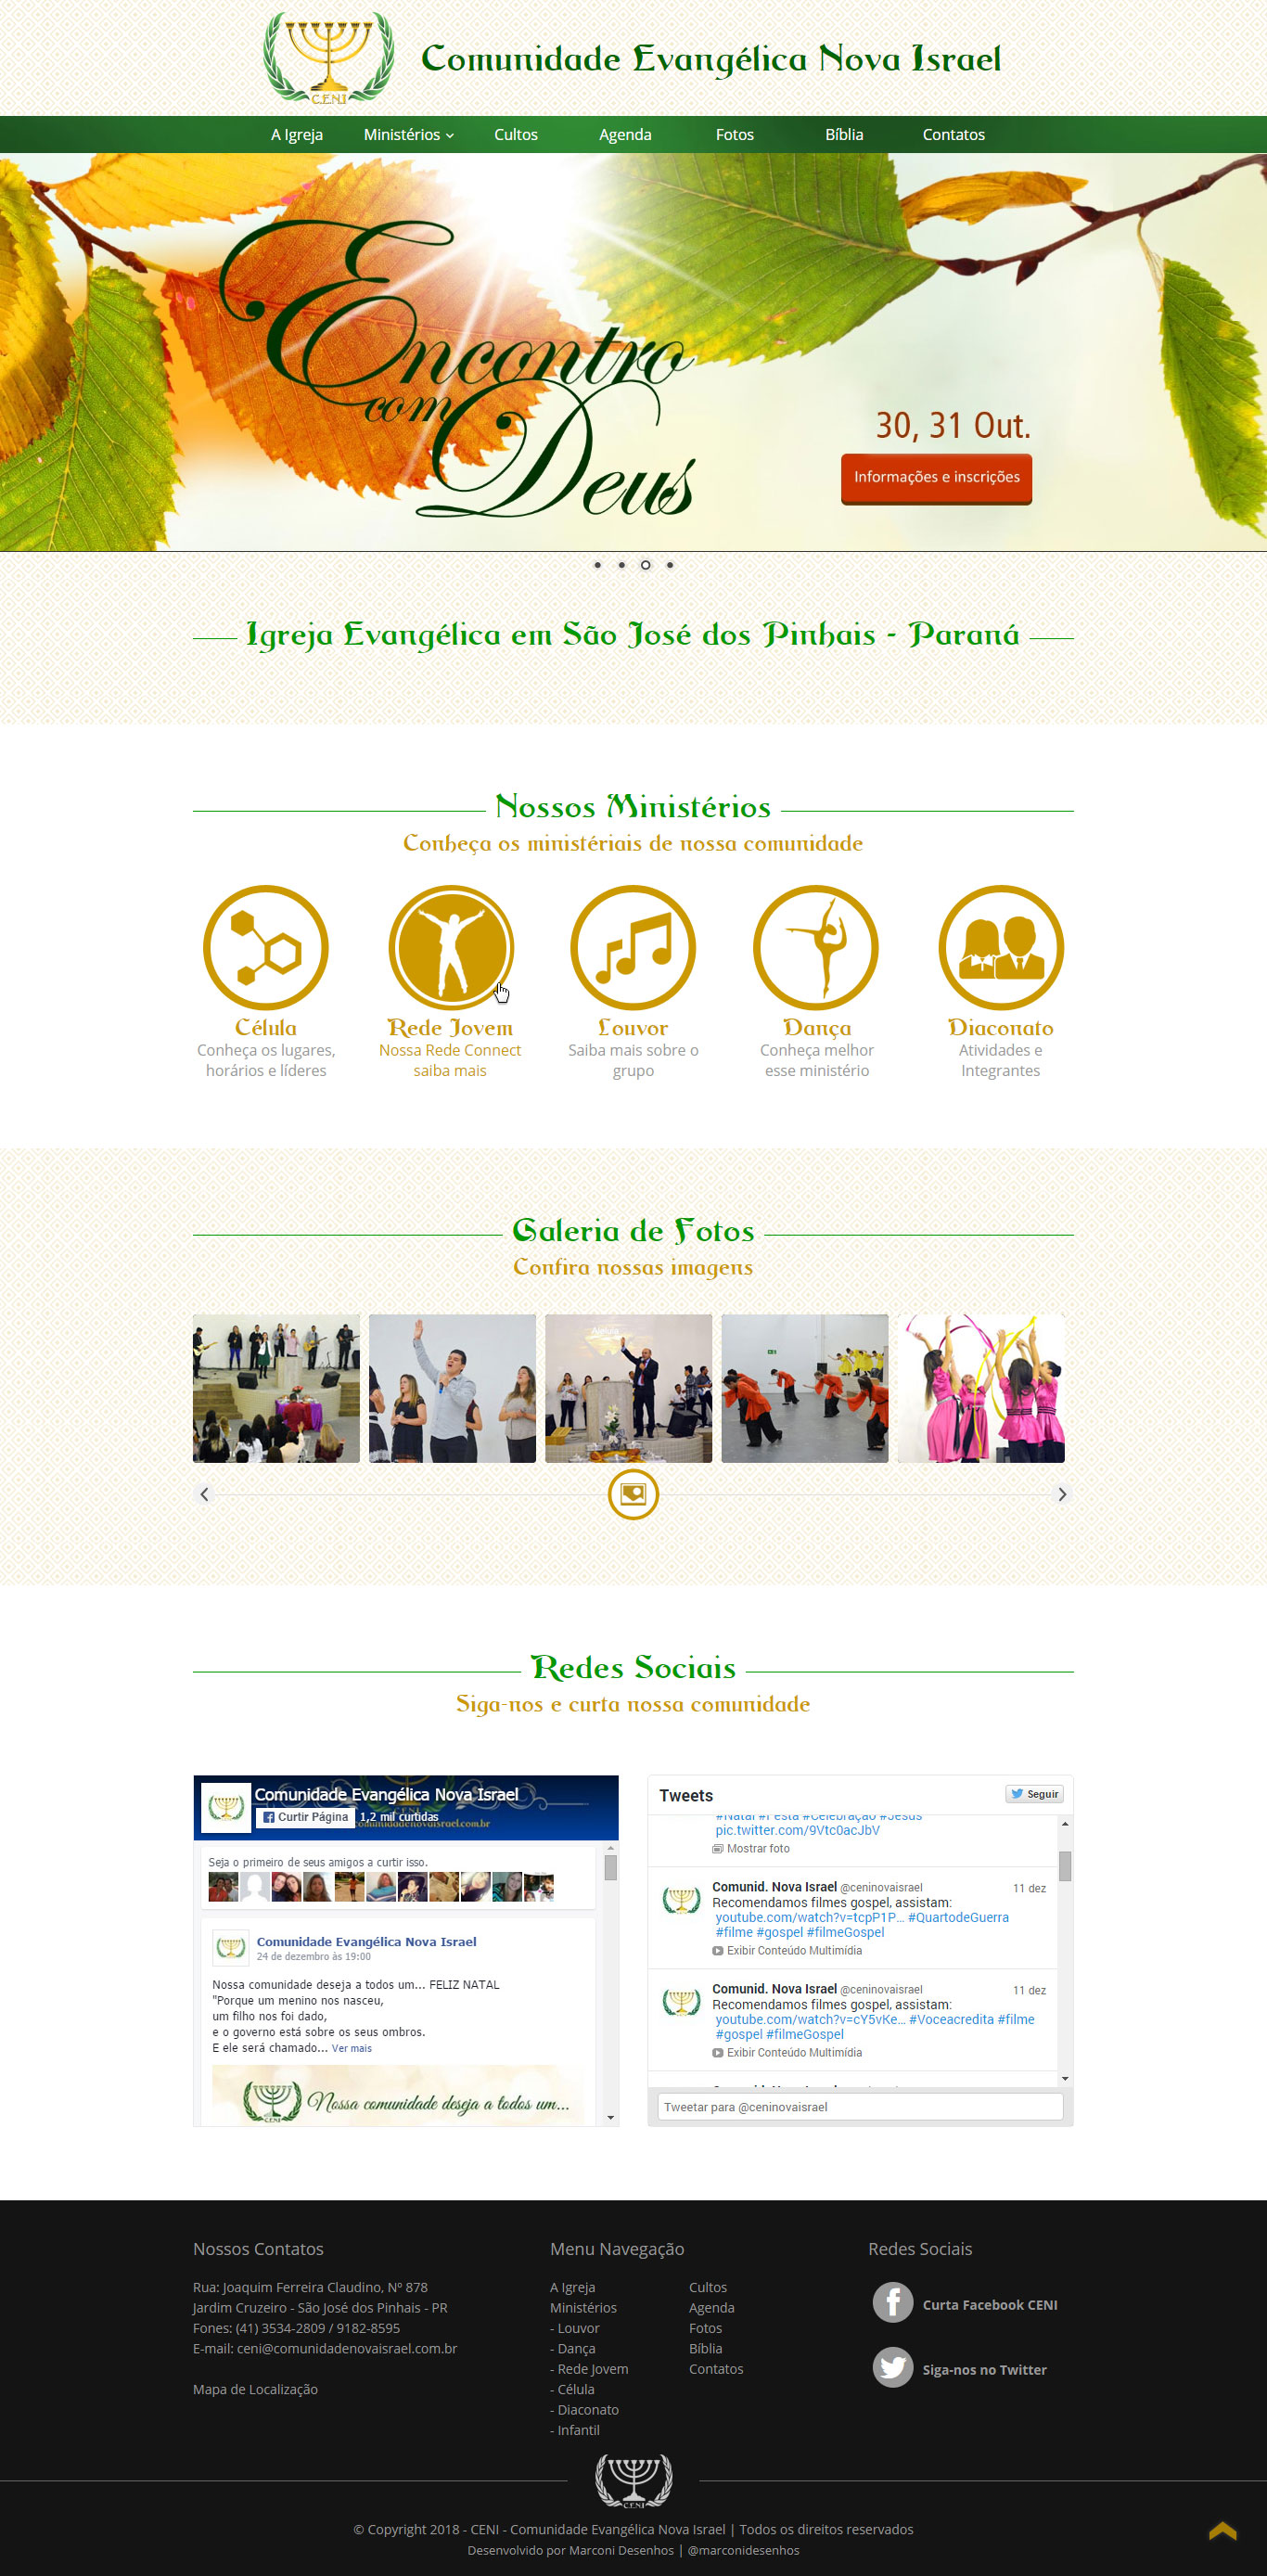 C.E.N.I
Comunidade Evangélica Nova Israel
A Igreja
Ministérios
Cultos
Agenda
Fotos
Bíblia
Contatos
Encontro
com
Deus
30, 31 Out.
Informações e inscrições
Igreja Evangélica em São José dos Pinhais - Paraná
Nossos Ministérios
Conheça os ministériais de nossa comunidade
Célula
Conheça os lugares,
horários e líderes
Rede Jovem
Nossa Rede Connect
saiba mais
Louvor
Saiba mais sobre o
grupo
Dança
Conheça melhor
esse ministério
Diaconato
Atividades e
Integrantes
Galeria de Fotos
Confira nossas imagens
Redes Sociais
Siga-nos e curta nossa comunidade
Comunidade Evangélica Nova Israel
Curtir Página
1,2 mil curtidas
Seja o primeiro de seus amigos a curtir isso.
Comunidade Evangélica Nova Israel
24 de dezembro às 19:00
Nossa comunidade deseja a todos um... FELIZ NATAL
"Porque um menino nos nasceu,
um filho nos foi dado,
e o governo está sobre os seus ombros.
E ele será chamado... Ver mais
CENI
Nossa comunidade deseja a todos um...
Tweets
Seguir
#Natal #Festa #Celebração #Jesus
pic.twitter.com/9Vtc0acJbV
Mostrar foto
Comunid. Nova Israel @ceninovaisrael 11 dez
Recomendamos filmes gospel, assistam:
youtube.com/watch?v=tcpP1P... #QuartodeGuerra
#filme #gospel #filmeGospel
Exibir Conteúdo Multimídia
Comunid. Nova Israel @ceninovaisrael 11 dez
Recomendamos filmes gospel, assistam:
youtube.com/watch?v=cY5vKe... #Voceacredita #filme
#gospel #filmeGospel
Exibir Conteúdo Multimídia
Tweetar para @ceninovaisrael
Nossos Contatos
Rua: Joaquim Ferreira Claudino, Nº 878
Jardim Cruzeiro - São José dos Pinhais - PR
Fones: (41) 3534-2809 / 9182-8595
E-mail: ceni@comunidadenovaisrael.com.br
Mapa de Localização
Menu Navegação
A Igreja
Ministérios
- Louvor
- Dança
- Rede Jovem
- Célula
- Diaconato
- Infantil
Cultos
Agenda
Fotos
Bíblia
Contatos
Redes Sociais
Curta Facebook CENI
Siga-nos no Twitter
C.E.N.I
© Copyright 2018 - CENI - Comunidade Evangélica Nova Israel | Todos os direitos reservados
Desenvolvido por Marconi Desenhos | @marconidesenhos